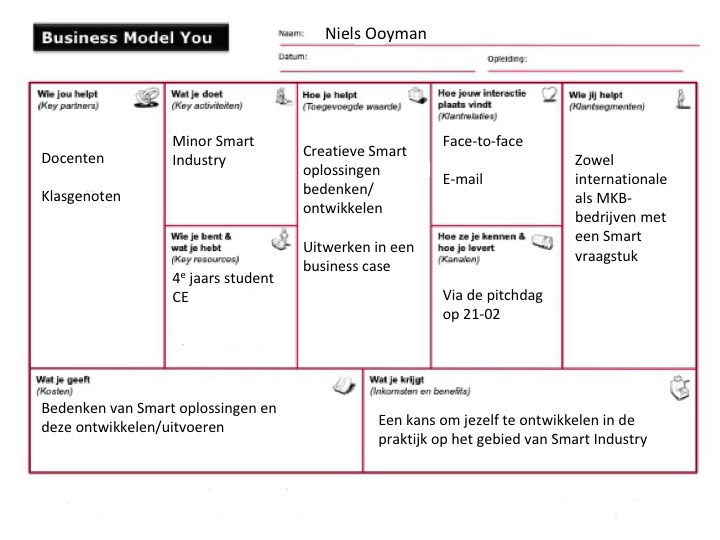 Business Model You
Naam: Niels Ooyman
Datum:
Opleiding:
Wie jou helpt
(Key partners)
Docenten
Klasgenoten
Wat je doet
(Key activiteiten)
Minor Smart
Industry
Wie je bent &
wat je hebt
(Key resources)
4e jaars student
CE
Hoe je helpt
(Toegevoegde waarde)
Creatieve Smart
oplossingen
bedenken/
ontwikkelen
Uitwerken in een
business case
Hoe jouw interactie
plaats vindt
(Klantrelaties)
Face-to-face
E-mail
Hoe ze je kennen &
hoe je levert
(Kanalen)
Via de pitchdag
op 21-02
Wie jij helpt
(Klantsegmenten)
Zowel
internationale
als MKB-
bedrijven met
een Smart
vraagstuk
Wat je geeft
(Kosten)
Bedenken van Smart oplossingen en
deze ontwikkelen/uitvoeren
Wat je krijgt
(Inkomsten en benefits)
Een kans om jezelf te ontwikkelen in de
praktijk op het gebied van Smart Industry